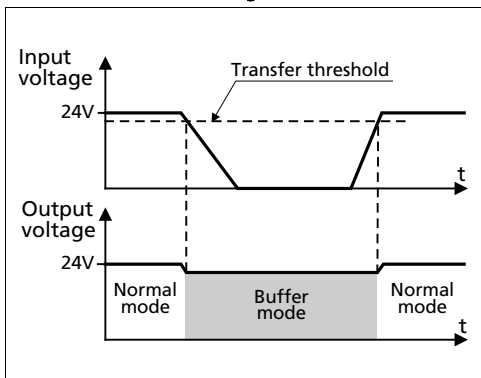 Input
voltage
Transfer threshold
24V
t
Output
voltage
24V
Normal
mode
Buffer
mode
Normal
mode
t